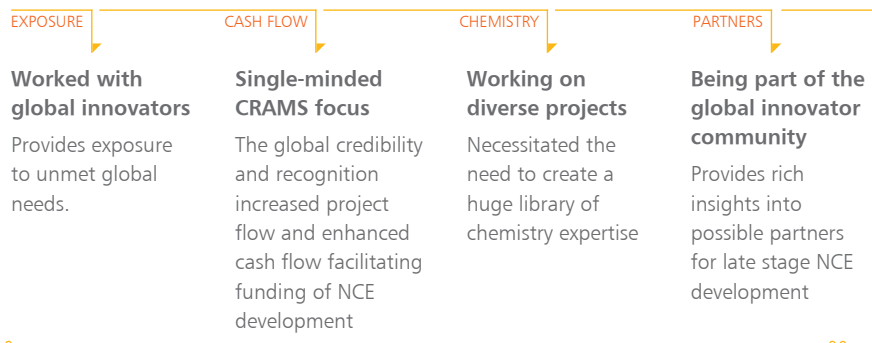 EXPOSURE
Worked with
global innovators
Provides exposure
to unmet global
needs.
CASH FLOW
Single-minded
CRAMS focus
The global credibility
and recognition
increased project
flow and enhanced
cash flow facilitating
funding of NCE
development
CHEMISTRY
Working on
diverse projects
Necessitated the
need to create a
huge library of
chemistry expertise
PARTNERS
Being part of the
global innovator
community
Provides rich
insights into
possible partners
for late stage NCE
development